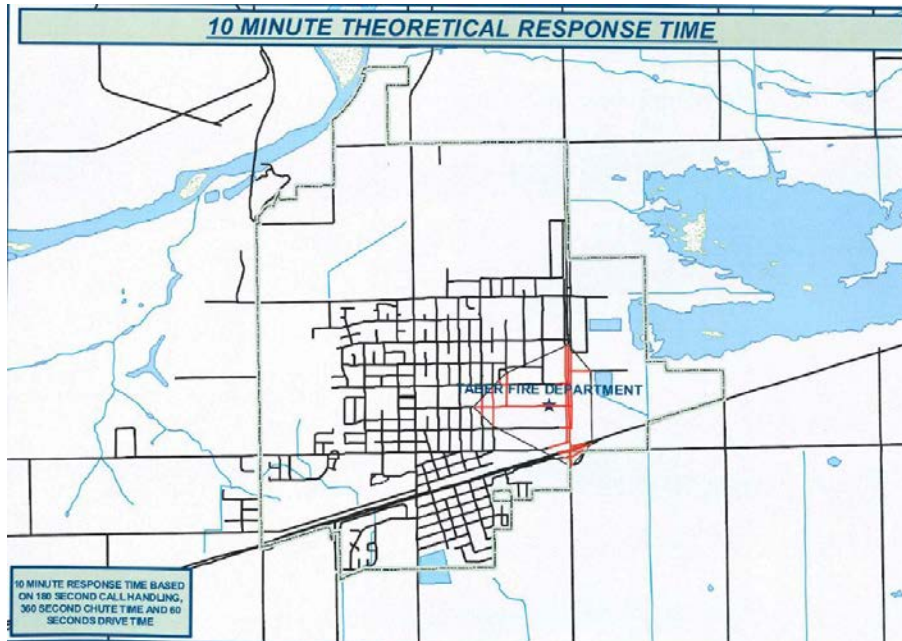 10 MINUTE THEORETICAL RESPONSE TIME
TABER FIRE DEPARTMENT
10 MINUTE RESPONSE TIME BASED
ON 180 SECOND CALL HANDLING,
360 SECOND CHUTE TIME AND 60
SECONDS DRIVE TIME